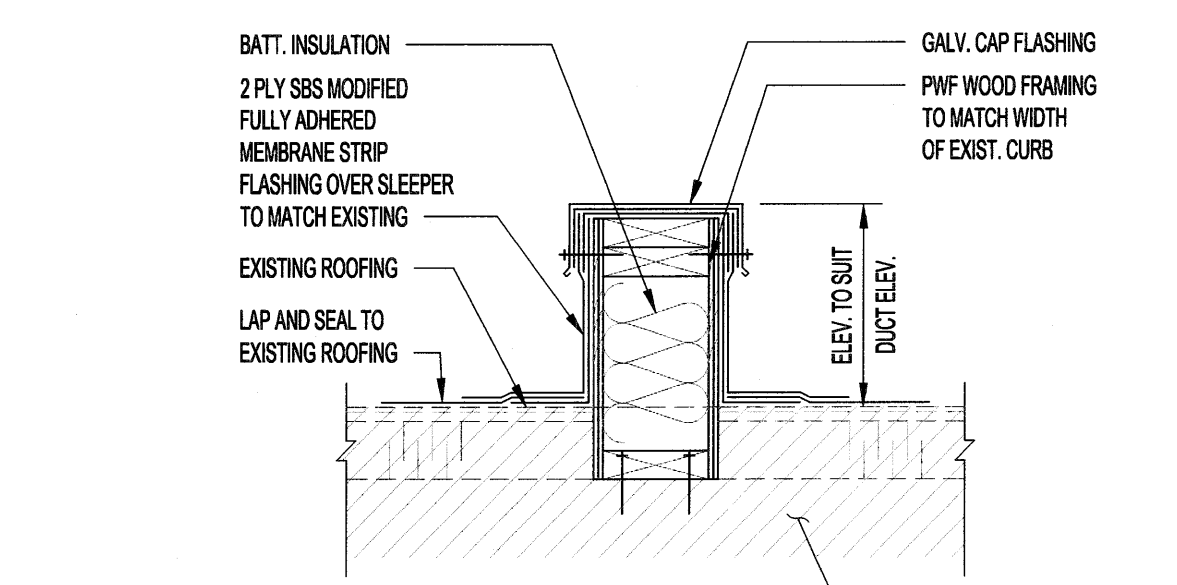 BATT. INSULATION
2 PLY SBS MODIFIED
FULLY ADHERED
MEMBRANE STRIP
FLASHING OVER SLEEPER
TO MATCH EXISTING
EXISTING ROOFING
LAP AND SEAL TO
EXISTING ROOFING
GALV. CAP FLASHING
PWF WOOD FRAMING
TO MATCH WIDTH
OF EXIST. CURB
ELEV. TO SUIT
DUCT ELEV.